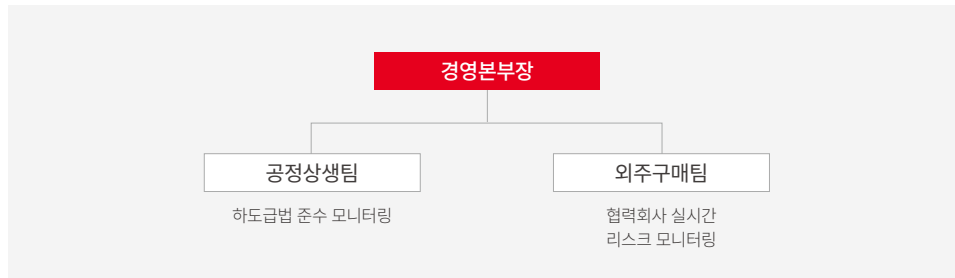 경영본부장
공정상생팀
외주구매팀
하도급법 준수 모니터링
협력회사 실시간
리스크 모니터링